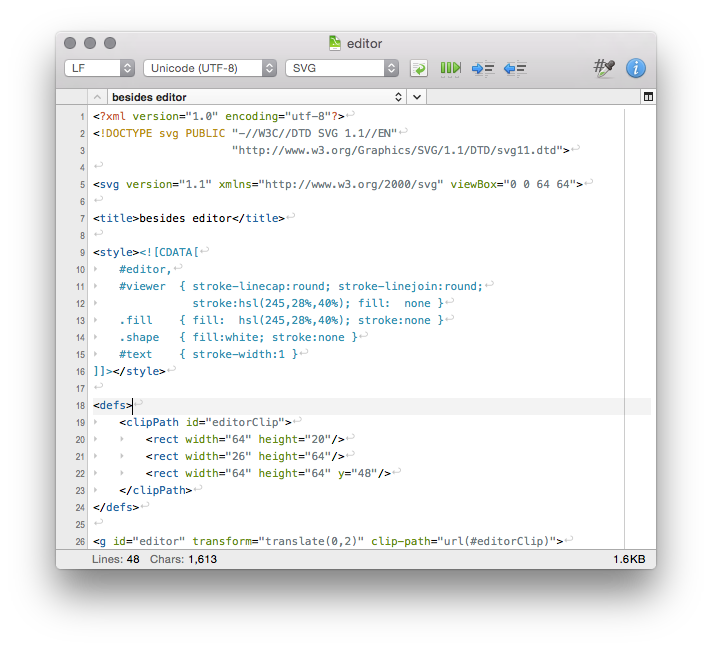 editor
LF Unicode (UTF-8) SVG
besides editor
1 <?xml version="1.0" encoding="utf-8"?>
2 <!DOCTYPE svg PUBLIC "-//W3C//DTD SVG 1.1//EN"
3 "http://www.w3.org/Graphics/SVG/1.1/DTD/svg11.dtd">
4
5 <svg version="1.1" xmlns="http://www.w3.org/2000/svg" viewBox="0 0 64 64">
6
7 <title>besides editor</title>
8
9 <style><![CDATA[
10 #editor,
11 #viewer { stroke-linecap:round; stroke-linejoin:round;
12 stroke:hsl(245,28%,40%); fill: none }
13 .fill { fill: hsl(245,28%,40%); stroke:none }
14 .shape { fill:white; stroke:none }
15 #text { stroke-width:1 }
16 ]]></style>
17
18 <defs>
19 <clipPath id="editorClip">
20 <rect width="64" height="20"/>
21 <rect width="26" height="64"/>
22 <rect width="64" height="64" y="48"/>
23 </clipPath>
24 </defs>
25
26 <g id="editor" transform="translate(0,2)" clip-path="url(#editorClip)">
Lines: 48 Chars: 1,613 1.6KB